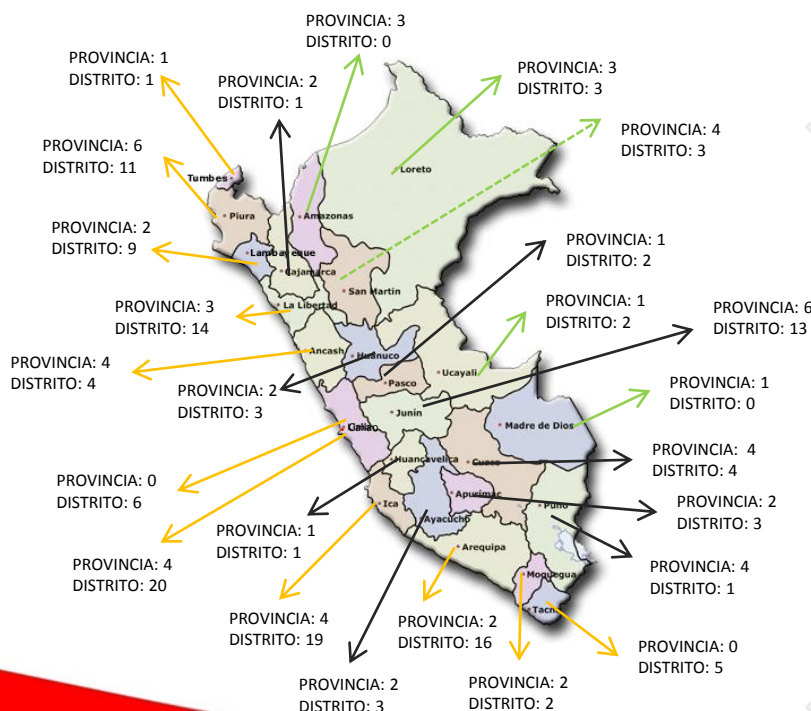 PROVINCIA: 3
DISTRITO: 0
PROVINCIA: 1
DISTRITO: 1
PROVINCIA: 2
DISTRITO: 1
PROVINCIA: 3
DISTRITO: 3
PROVINCIA: 4
DISTRITO: 3
PROVINCIA: 6
DISTRITO: 11
Tumbes
Loreto
Piura
Amazonas
PROVINCIA: 2
DISTRITO: 9
PROVINCIA: 1
DISTRITO: 2
Lambayeque
Cajamarca
San Martin
PROVINCIA: 3
DISTRITO: 14
La Libertad
PROVINCIA: 1
DISTRITO: 2
PROVINCIA: 6
DISTRITO: 13
PROVINCIA: 4
DISTRITO: 4
Ancash
Huanuco
Ucayali
Pasco
PROVINCIA: 2
DISTRITO: 3
PROVINCIA: 1
DISTRITO: 0
Junín
Madre de Dios
Callao
PROVINCIA: 4
DISTRITO: 4
Huancavelica
Cuzco
PROVINCIA: 0
DISTRITO: 6
Apurimac
Puno
PROVINCIA: 2
DISTRITO: 3
Ica
Ayacucho
PROVINCIA: 1
DISTRITO: 1
Arequipa
PROVINCIA: 4
DISTRITO: 20
PROVINCIA: 4
DISTRITO: 1
Moquegua
Tacna
PROVINCIA: 4
DISTRITO: 19
PROVINCIA: 2
DISTRITO: 16
PROVINCIA: 0
DISTRITO: 5
PROVINCIA: 2
DISTRITO: 3
PROVINCIA: 2
DISTRITO: 2